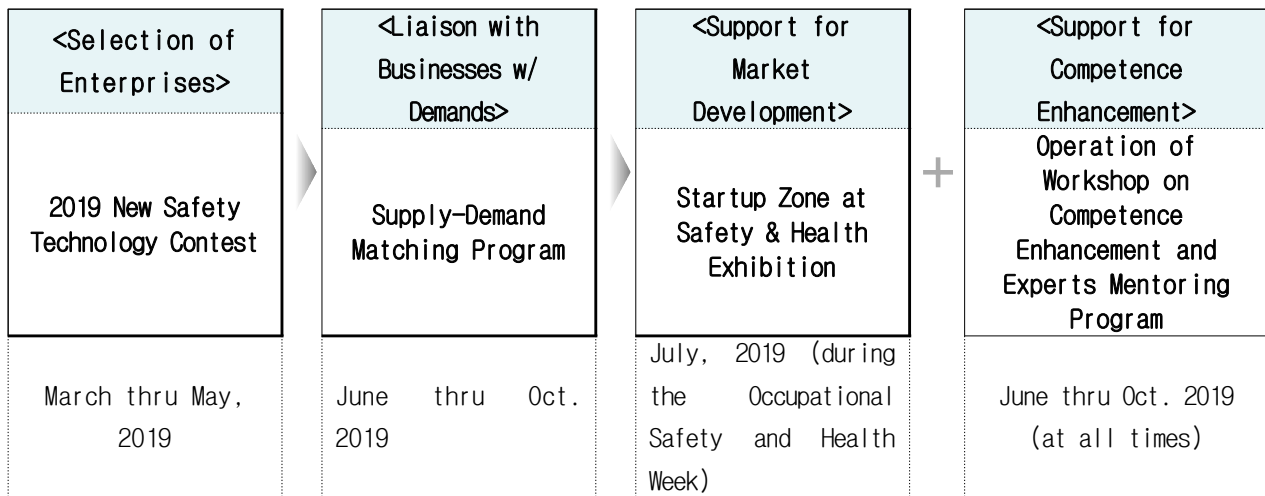 <Selection of
Enterprises>
2019 New Safety
Technology Contest
March thru May,
2019
<Liaison with
Businesses w/
Demands>
Supply-Demand
Matching Program
June thru Oct.
2019
<Support for
Market
Development>
Startup Zone at
Safety & Health
Exhibition
July, 2019 (during
the Occupational
Safety and Health
Week)
+
<Support for
Competence
Enhancement>
Operation of
Workshop on
Competence
Enhancement and
Experts Mentoring
Program
June thru Oct. 2019
(at all times)